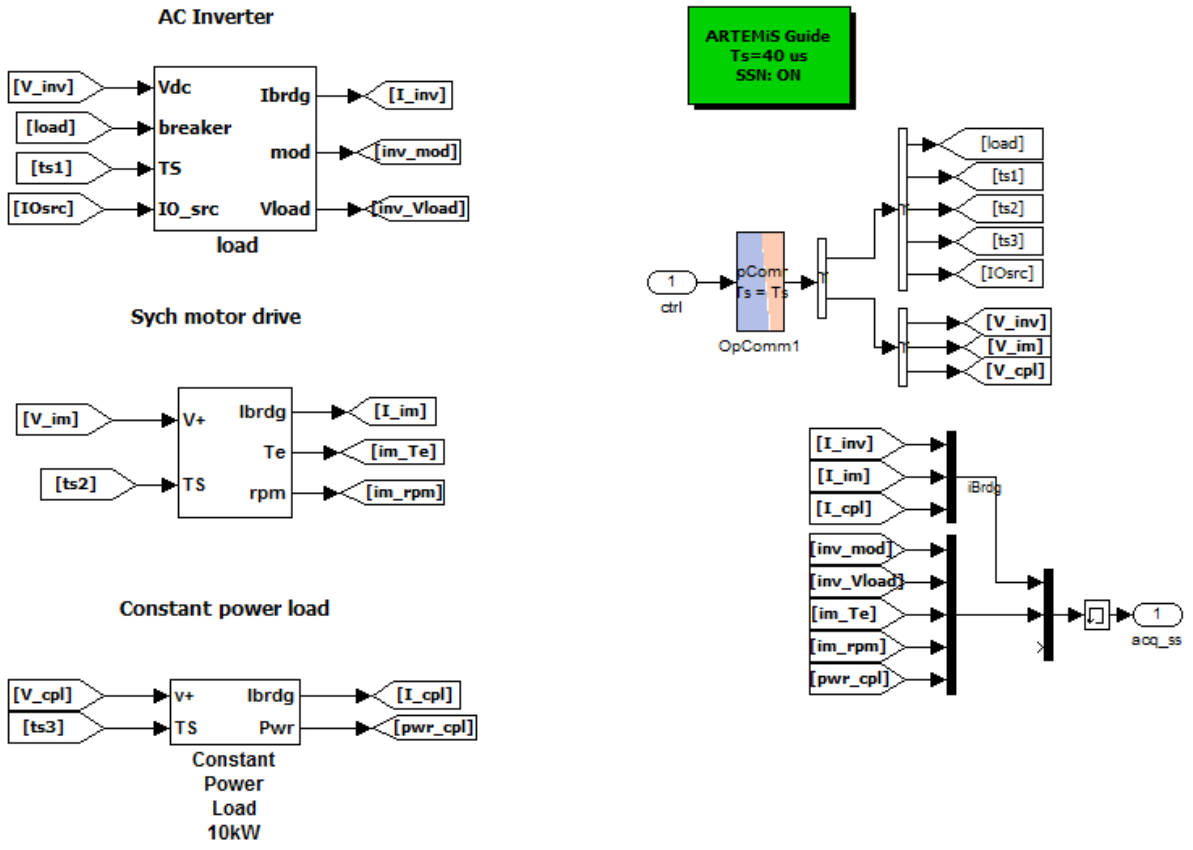 AC Inverter
[V_inv]
[load]
[ts1]
[IOsrc]
Vdc
breaker
TS
IO_src
Ibrdg
mod
Vload
[I_inv]
[inv_mod]
[inv_Vload]
load
Sych motor drive
[V_im]
[ts2]
V+
TS
Ibrdg
Te
rpm
[I_im]
[im_Te]
[im_rpm]
Constant power load
[V_cpl]
[ts3]
v+
TS
Ibrdg
Pwr
[I_cpl]
[pwr_cpl]
Constant
Power
Load
10kW
ARTEMiS Guide
Ts=40 us
SSN: ON
1
ctrl
pComr
Ts = Ts
OpComm1
[load]
[ts1]
[ts2]
[ts3]
[IOsrc]
[V_inv]
[V_im]
[V_cpl]
[I_inv]
[I_im]
[I_cpl]
iBrdg
[inv_mod]
[inv_Vload]
[im_Te]
[im_rpm]
[pwr_cpl]
1
acq_ss